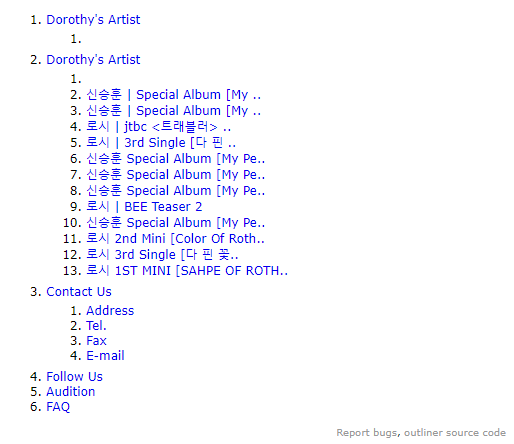 1. Dorothy's Artist
1.
2. Dorothy's Artist
1.
2. 신승훈 | Special Album [My ..
3. 신승훈 | Special Album [My ..
4. 로시 | jtbc <트래블러> ..
5. 로시 | 3rd Single [다 핀 ..
6. 신승훈 Special Album [My Pe..
7. 신승훈 Special Album [My Pe..
8. 신승훈 Special Album [My Pe..
9. 로시 | BEE Teaser 2
10. 신승훈 Special Album [My Pe..
11. 로시 2nd Mini [Color Of Roth..
12. 로시 3rd Single [다 핀 꽃..
13. 로시 1ST MINI [SAHPE OF ROTH..
3. Contact Us
1. Address
2. Tel.
3. Fax
4. E-mail
4. Follow Us
5. Audition
6. FAQ
Report bugs, outliner source code